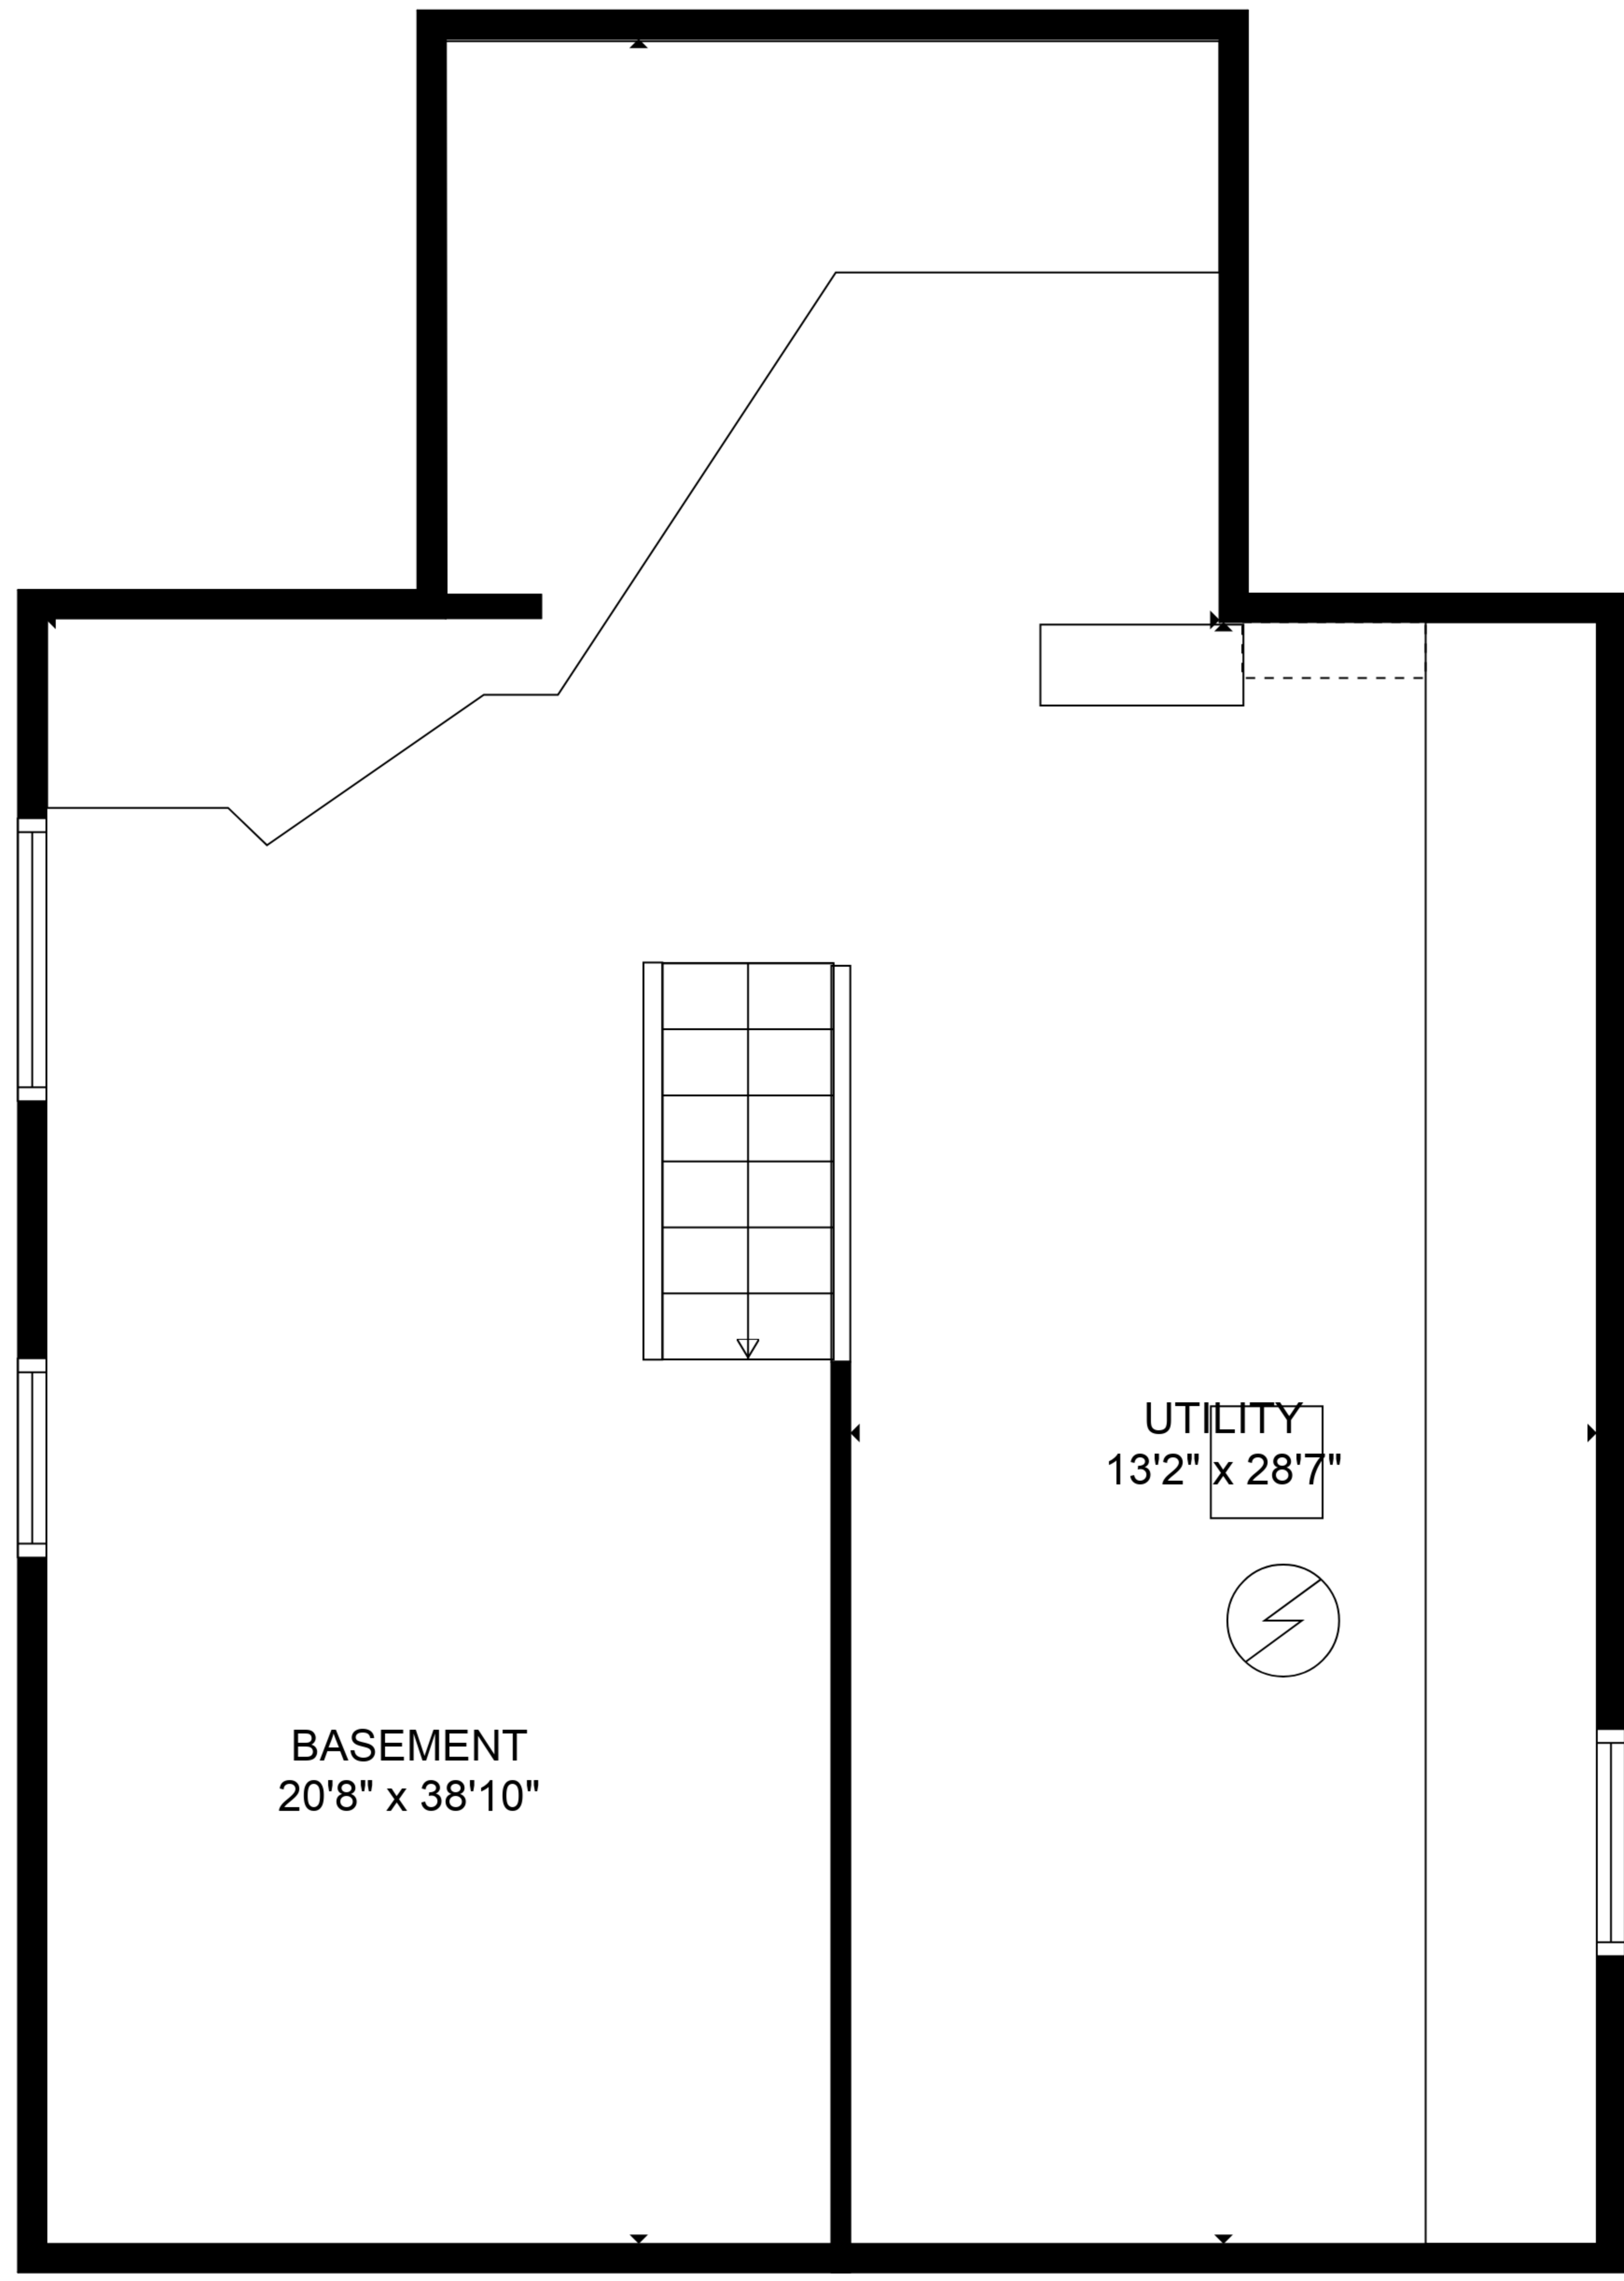 UTILITY
13'2" x 28'7"
BASEMENT
20'8" x 38'10"